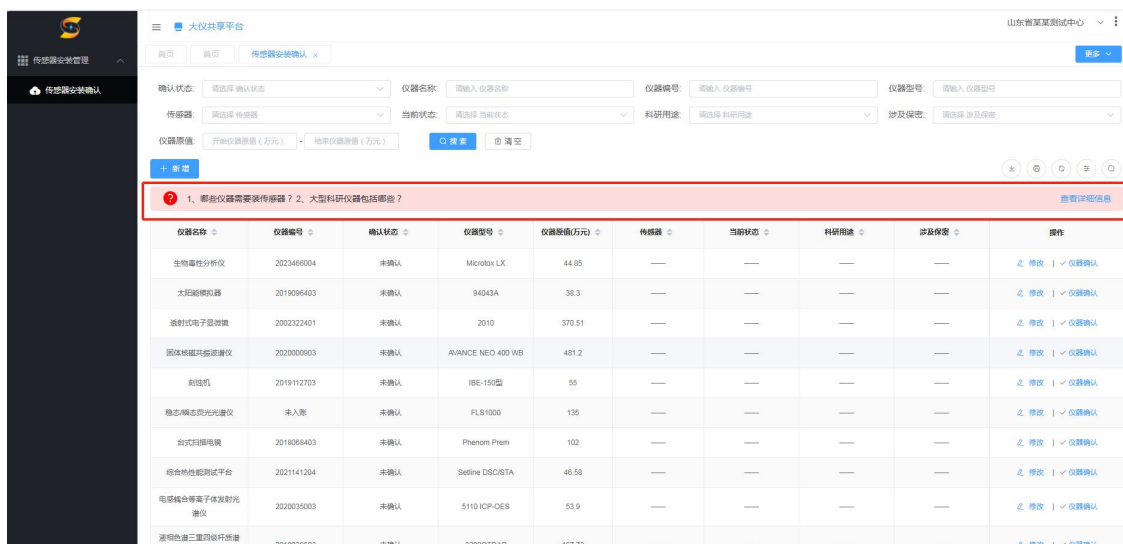 大仪共享平台
山东省某某测试中心
传感器安装管理
首页 首页 传感器安装确认 × 更多
传感器安装确认
确认状态: 请选择 确认状态 仪器名称: 请输入 仪器名称 仪器编号: 请输入 仪器编号 仪器型号: 请输入 仪器型号
传感器: 请选择 传感器 当前状态: 请选择 当前状态 科研用途: 请选择 科研用途 涉及保密: 请选择 涉及保密
仪器原值: 开始仪器原值(万元) - 结束仪器原值(万元) 搜索 清空
+ 新增
? 1、哪些仪器需要装传感器?2、大型科研仪器包括哪些? 查看详细信息
仪器名称 仪器编号 确认状态 仪器型号 仪器原值(万元) 传感器 当前状态 科研用途 涉及保密 操作
生物毒性分析仪 2023466004 未确认 Microtox LX 44.85 —— —— —— —— 修改 | 仪器确认
太阳能模拟器 2019096403 未确认 94043A 38.3 —— —— —— —— 修改 | 仪器确认
透射式电子显微镜 2002322401 未确认 2010 370.51 —— —— —— —— 修改 | 仪器确认
固体核磁共振波谱仪 2020000903 未确认 AVANCE NEO 400 WB 481.2 —— —— —— —— 修改 | 仪器确认
刻蚀机 2019112703 未确认 IBE-150型 55 —— —— —— —— 修改 | 仪器确认
稳态/瞬态荧光光谱仪 未入账 未确认 FLS1000 135 —— —— —— —— 修改 | 仪器确认
台式扫描电镜 2018068403 未确认 Phenom Prem 102 —— —— —— —— 修改 | 仪器确认
综合热性能测试平台 2021141204 未确认 Setline DSC/STA 46.58 —— —— —— —— 修改 | 仪器确认
电感耦合等离子体发射光谱仪 2020035003 未确认 5110 ICP-OES 53.9 —— —— —— —— 修改 | 仪器确认
液相色谱三重四级杆质谱